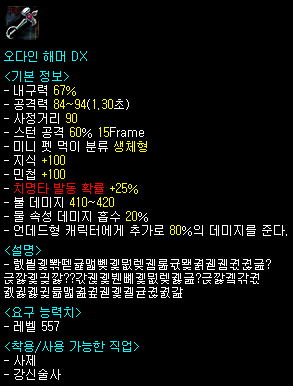 오다인 해머 DX
<기본 정보>
- 내구력 67%
- 공격력 84~94(1,30초)
- 사정거리 90
- 스턴 공격 60% 15Frame
- 미니 펫 먹이 분류 생체형
- 지식 +100
- 민첩 +100
- 치명타 발동 확률 +25%
- 불 데미지 410~420
- 물 속성 데미지 흡수 20%
- 언데드형 캐릭터에게 추가로 80%의 데미지를 준다.
<설명>
<요구 능력치>
- 레벨 557
<착용/사용 가능한 직업>
- 사제
- 강신술사